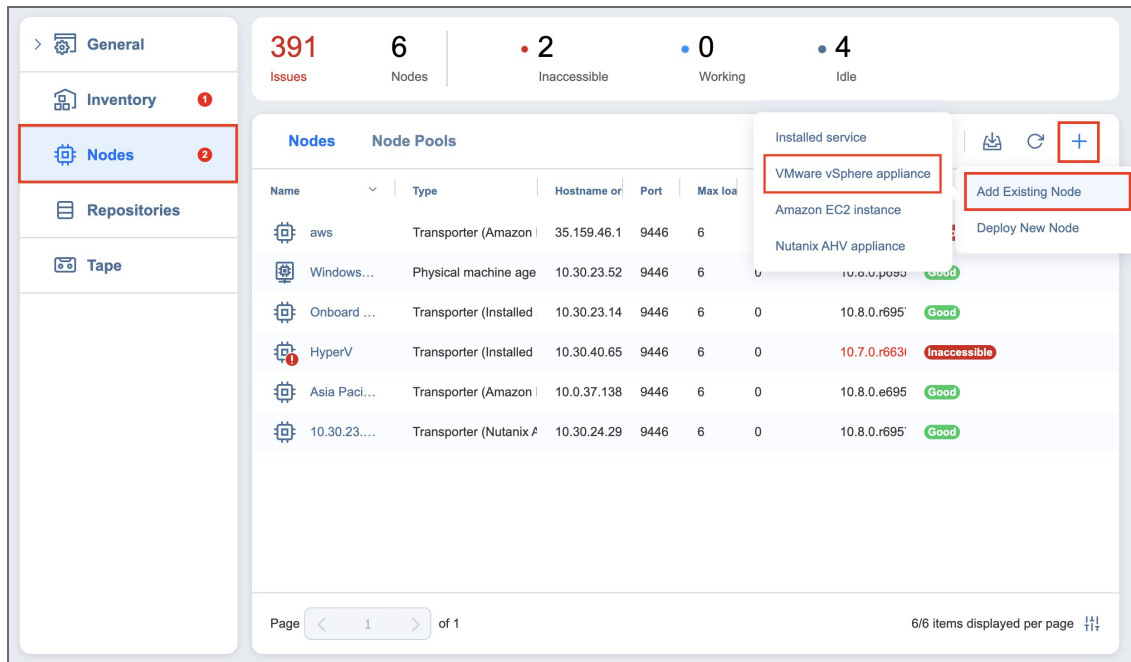 General
Inventory 1
Nodes 2
Repositories
Tape
391 6 2 0 4
Issues Nodes Inaccessible Working Idle
Nodes Node Pools
Installed service
VMware vSphere appliance
Amazon EC2 instance
Nutanix AHV appliance
Add Existing Node
Deploy New Node
Name Type Hostname or Port Max loa
aws Transporter (Amazon 35.159.46.1 9446 6
Windows... Physical machine age 10.30.23.52 9446 6 0 10.8.0.p695 Good
Onboard ... Transporter (Installed 10.30.23.14 9446 6 0 10.8.0.r695 Good
HyperV Transporter (Installed 10.30.40.65 9446 6 0 10.7.0.r663 Inaccessible
Asia Paci... Transporter (Amazon 10.0.37.138 9446 6 0 10.8.0.e695 Good
10.30.23.... Transporter (Nutanix A 10.30.24.29 9446 6 0 10.8.0.r695 Good
Page 1 of 1
6/6 items displayed per page